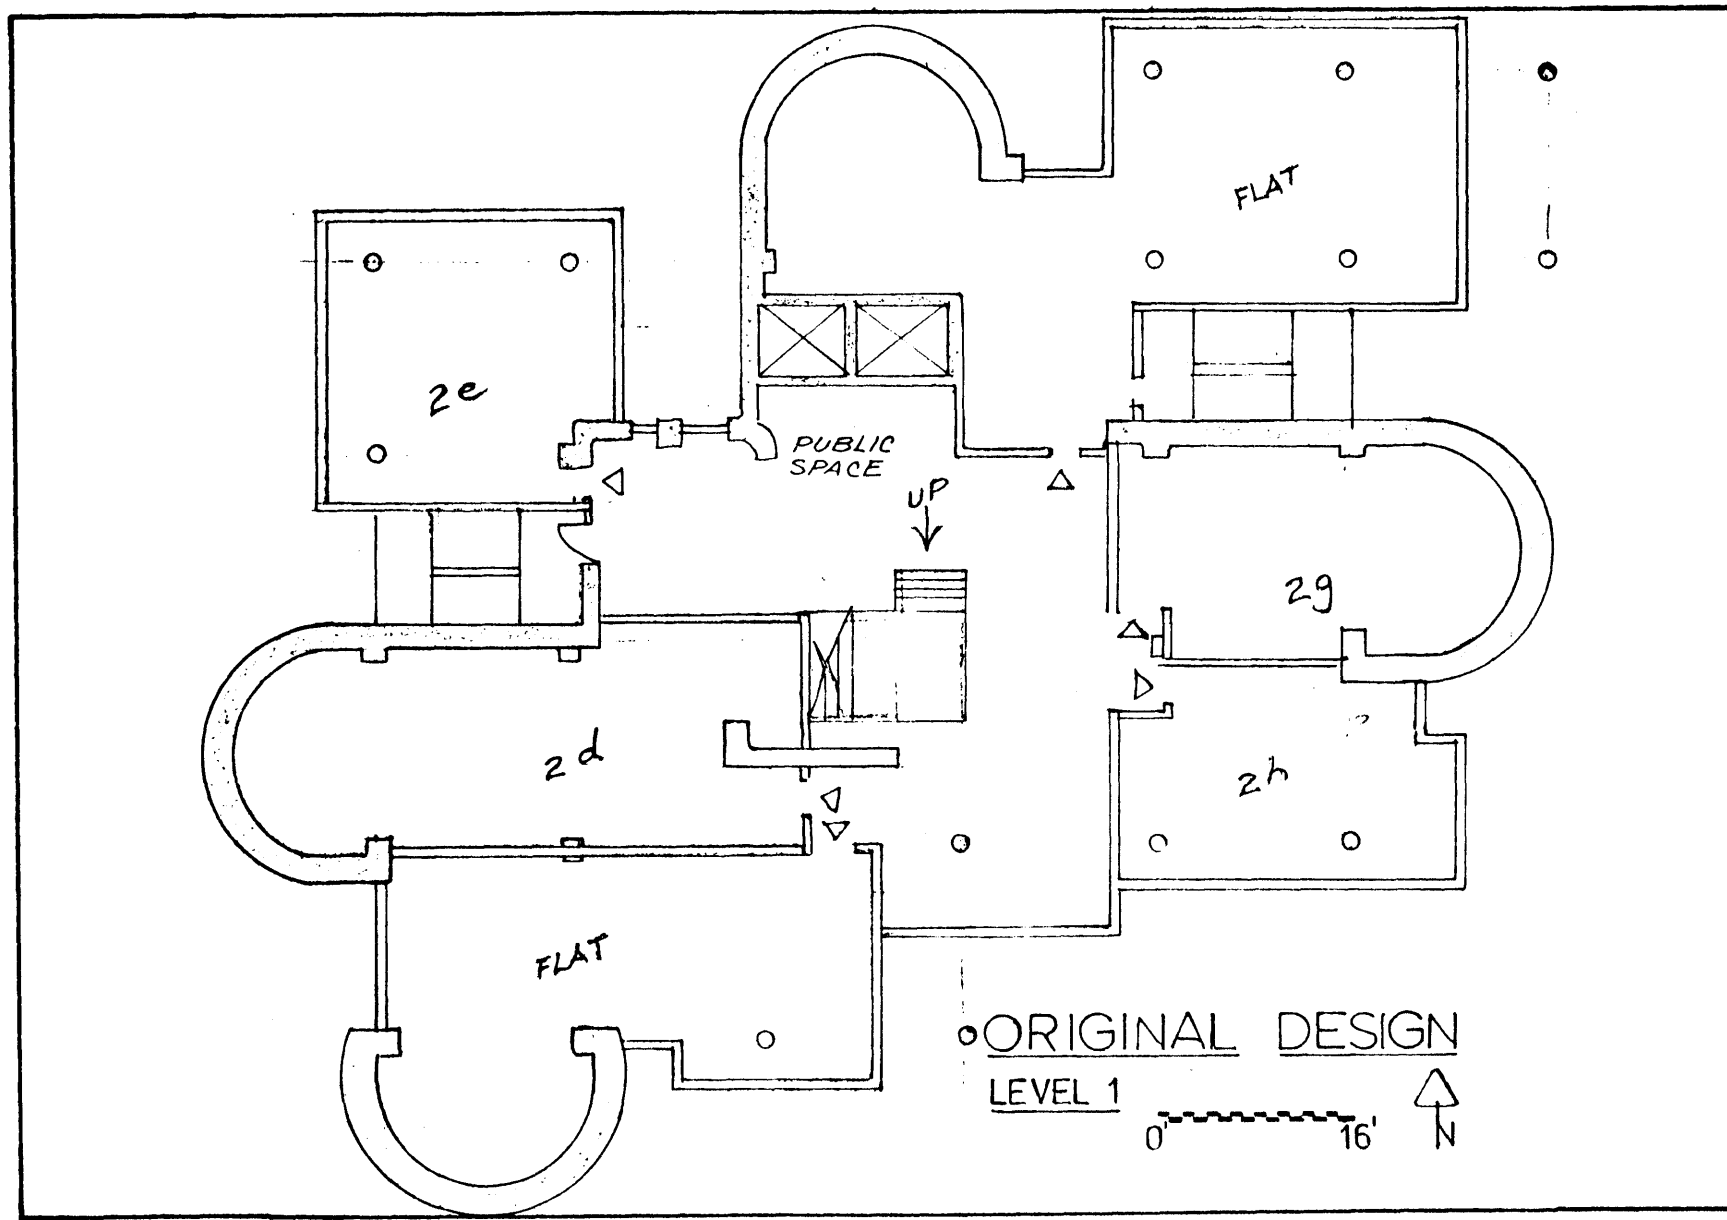 FLAT
2e
PUBLIC
SPACE
UP
2g
2d
2h
FLAT
ORIGINAL DESIGN
LEVEL 1
0' 16'
N